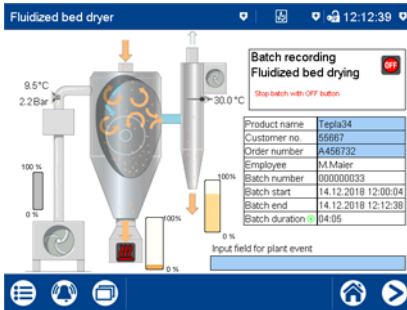 Fluidized bed dryer
12:12:39
Batch recording
Fluidized bed drying
OFF
Stop batch with OFF button
9.5°C
2.2Bar
30.0 °C
Product name Tepla34
Customer no. 55667
Order number A456732
Employee M.Maier
Batch number 000000033
Batch start 14.12.2018 12:00:04
Batch end 14.12.2018 12:12:38
Batch duration 04:05
100 %
0 %
100%
0 %
100%
0 %
Input field for plant event